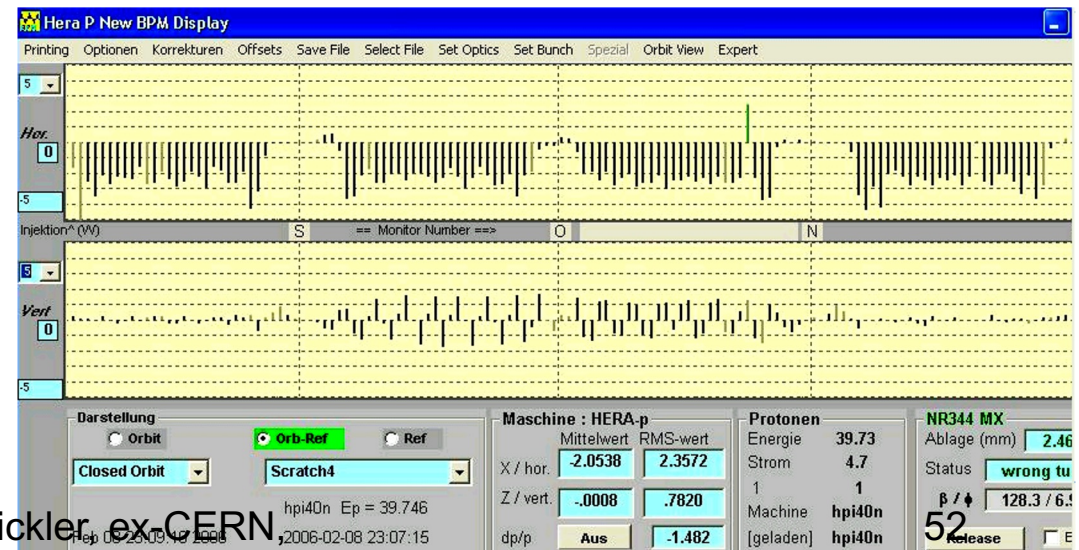 Hera P New BPM Display
Printing Optionen Korrekturen Offsets Save File Select File Set Optics Set Bunch Spezial Orbit View Expert
5
Hor.
0
-5
Injektion^ (W) S == Monitor Number ==> O N
5
Vert
0
-5
Darstellung
Orbit Orb-Ref Ref
Closed Orbit Scratch4
hpi40n Ep = 39.746
2006-02-08 23:07:15
Maschine : HERA-p
Mittelwert RMS-wert
X / hor. -2.0538 2.3572
Z / vert. -.0008 .7820
dp/p Aus -1.482
Protonen
Energie 39.73
Strom 4.7
1 1
Machine hpi40n
[geladen] hpi40n
NR344 MX
Ablage (mm) 2.46
Status wrong tu
β / ϕ 128.3 / 6.9
Release E
ickler, ex-CERN, 52